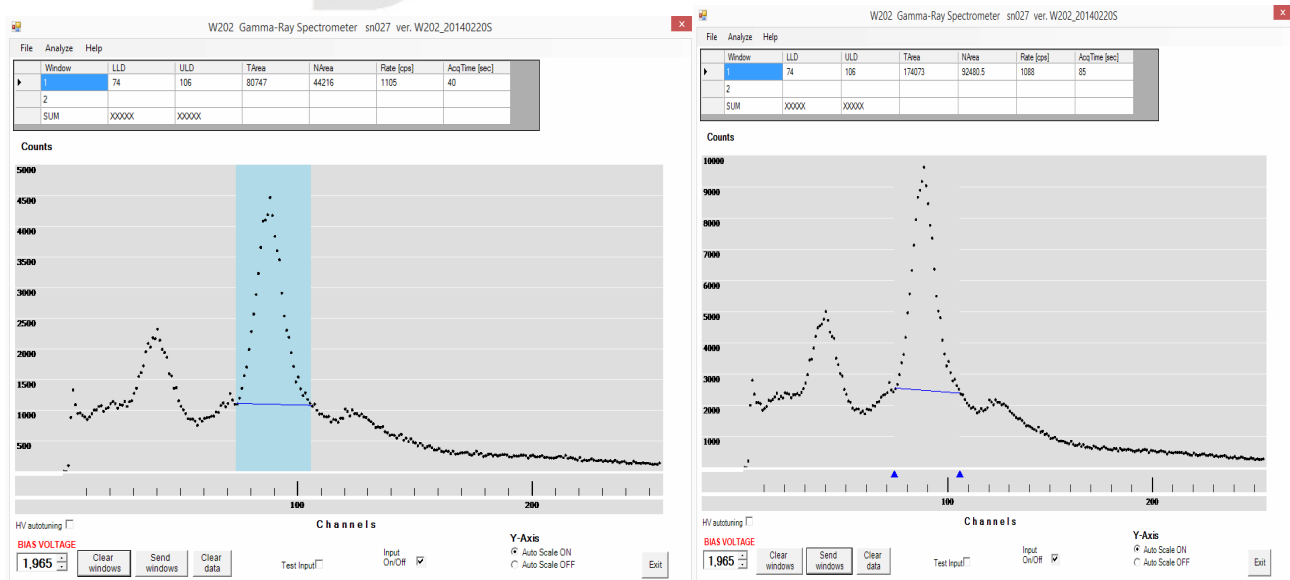 W202 Gamma-Ray Spectrometer sn027 ver. W202_20140220S
x
File Analyze Help
Window LLD ULD TArea NArea Rate [cps] AcqTime [sec]
1 74 106 80747 44216 1105 40
2
SUM XXXXX XXXXX
Counts
5000
4500
4000
3500
3000
2500
2000
1500
1000
500
100 200
HV autotuning
Channels
BIAS VOLTAGE
1,965
Clear windows
Send windows
Clear data
Test Input
Input On/Off
Y-Axis
Auto Scale ON
Auto Scale OFF
Exit
W202 Gamma-Ray Spectrometer sn027 ver. W202_20140220S
x
File Analyze Help
Window LLD ULD TArea NArea Rate [cps] AcqTime [sec]
1 74 106 174073 92480.5 1088 85
2
SUM XXXXX XXXXX
Counts
10000
9000
8000
7000
6000
5000
4000
3000
2000
1000
100 200
HV autotuning
Channels
BIAS VOLTAGE
1,965
Clear windows
Send windows
Clear data
Test Input
Input On/Off
Y-Axis
Auto Scale ON
Auto Scale OFF
Exit